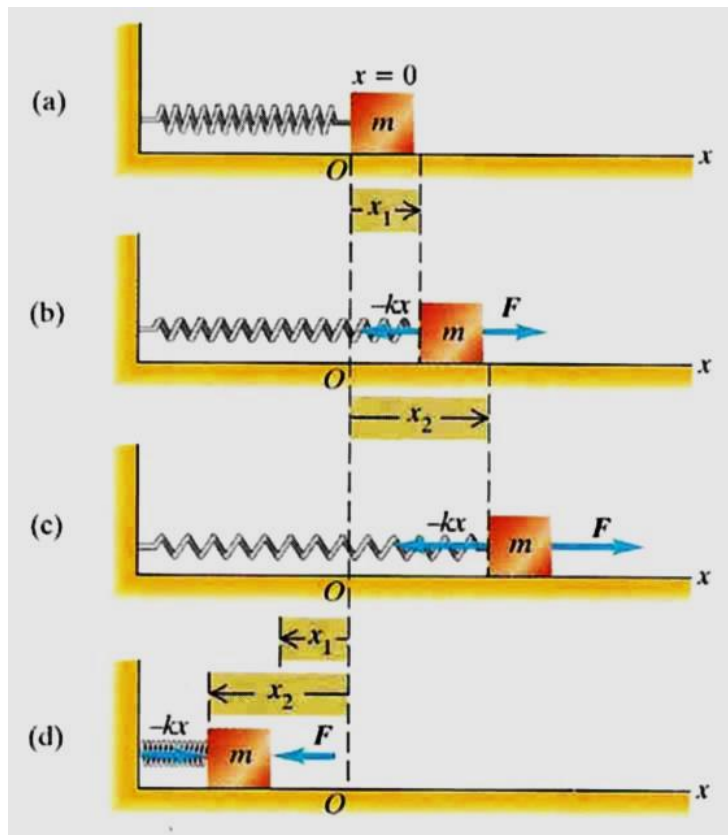 x = 0
(a)
m
x
O
x₁
(b)
–kx
m
F
x
O
x₂
(c)
–kx
m
F
x
O
x₁
x₂
(d)
–kx
m
F
x
O